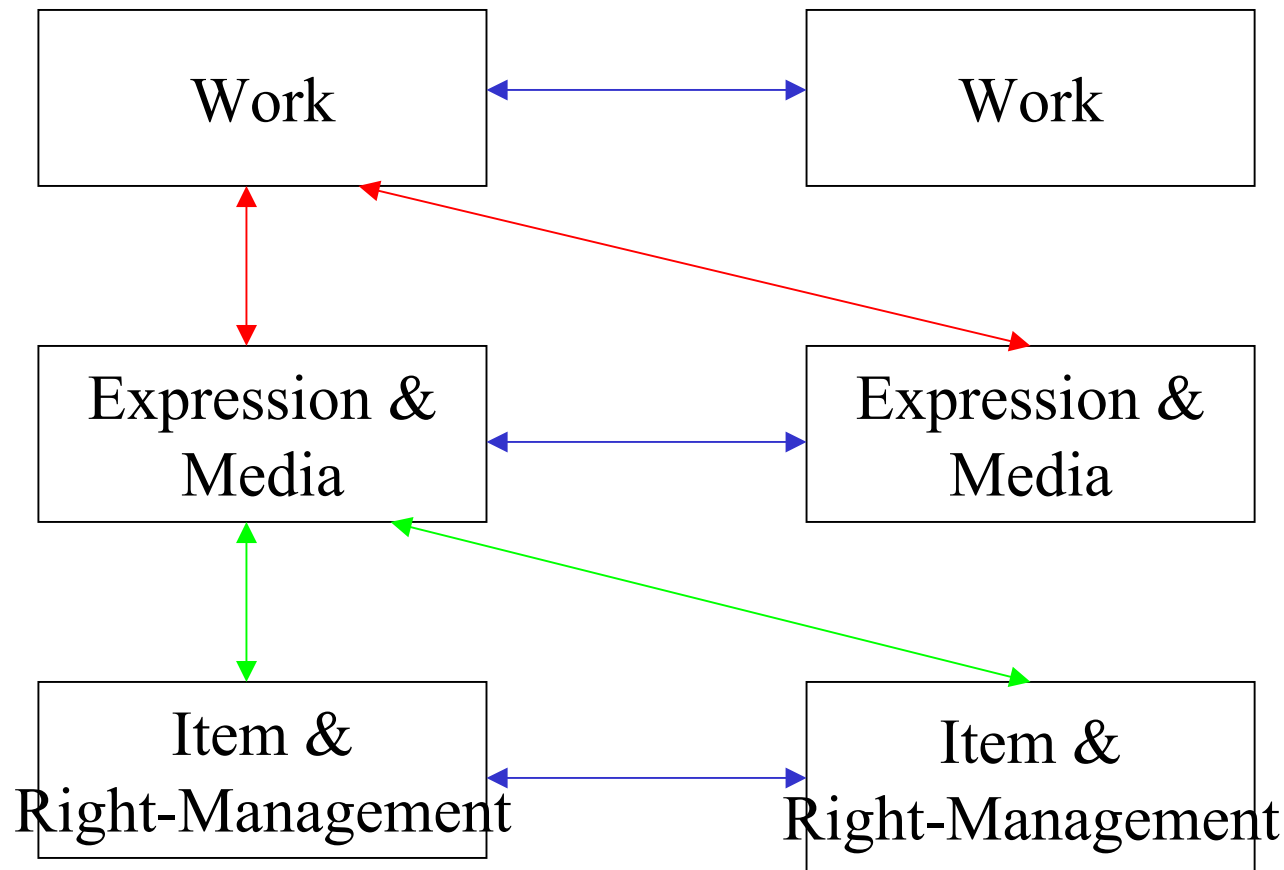 Work
Work
Expression &
Media
Expression &
Media
Item &
Right-Management
Item &
Right-Management